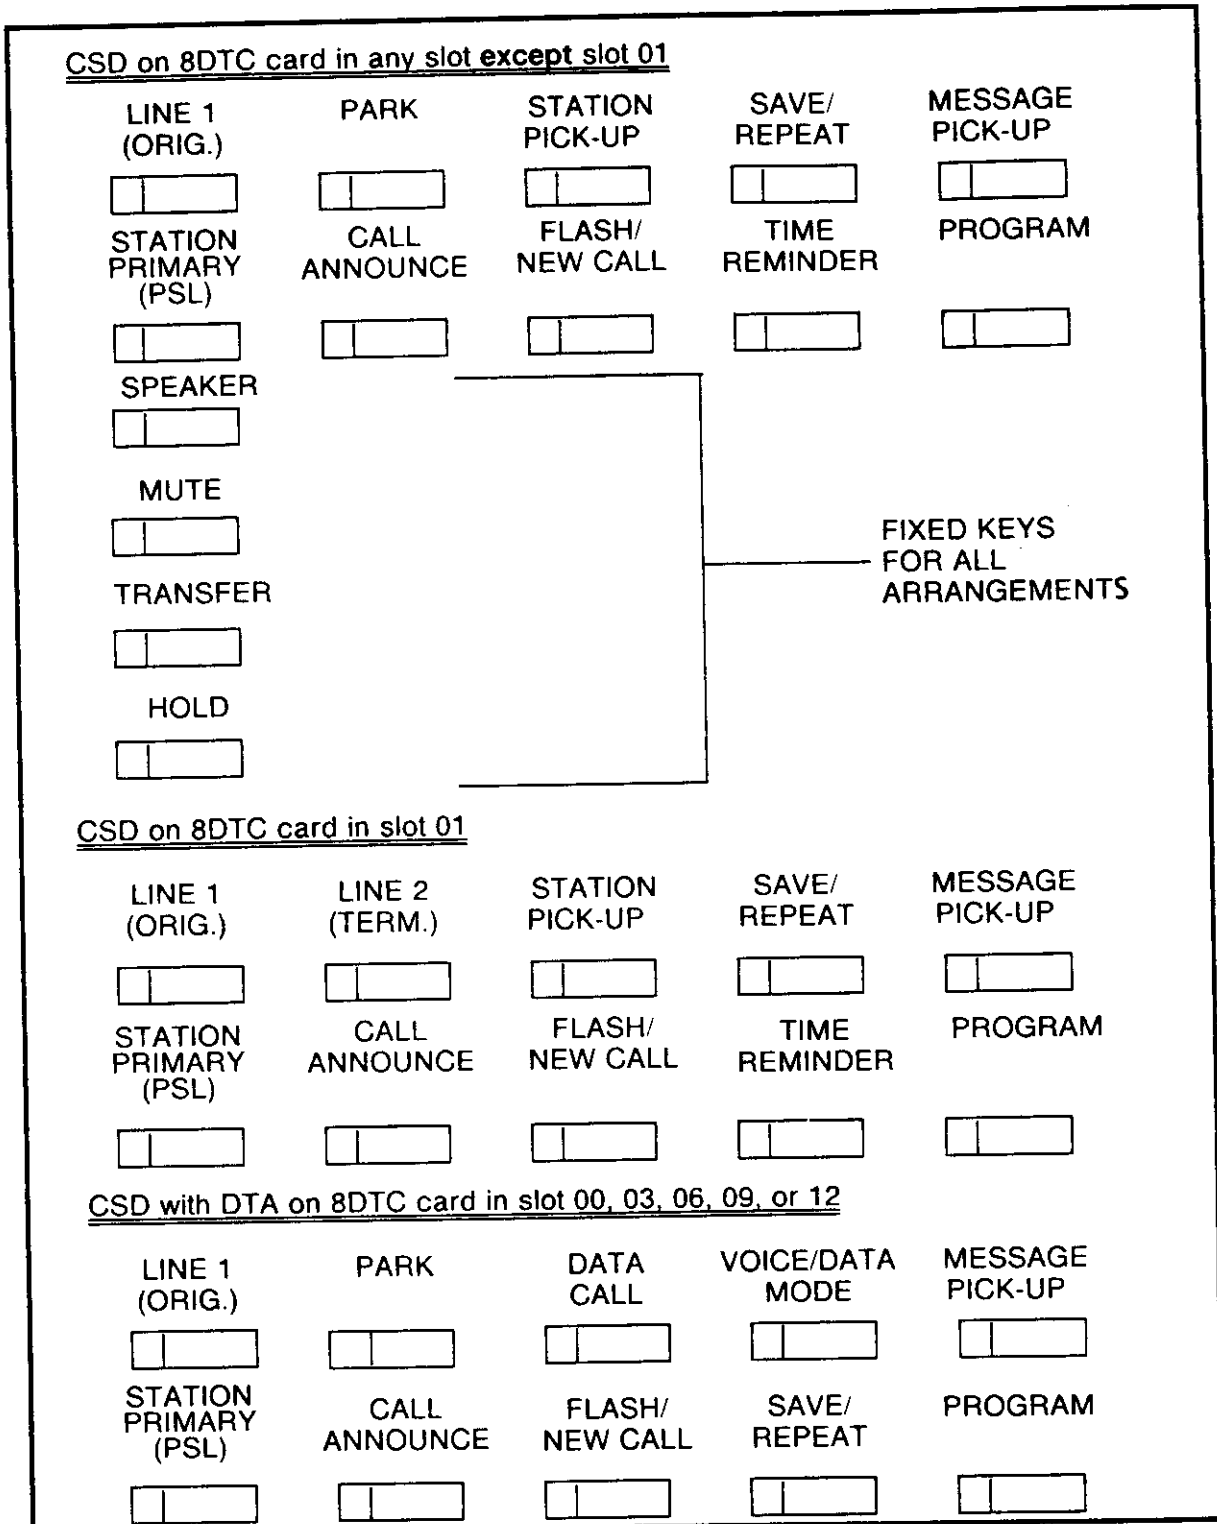 CSD on 8DTC card in any slot except slot 01
LINE 1 (ORIG.)
PARK
STATION PICK-UP
SAVE/ REPEAT
MESSAGE PICK-UP
STATION PRIMARY (PSL)
CALL ANNOUNCE
FLASH/ NEW CALL
TIME REMINDER
PROGRAM
SPEAKER
MUTE
TRANSFER
HOLD
FIXED KEYS
FOR ALL
ARRANGEMENTS
CSD on 8DTC card in slot 01
LINE 1 (ORIG.)
LINE 2 (TERM.)
STATION PICK-UP
SAVE/ REPEAT
MESSAGE PICK-UP
STATION PRIMARY (PSL)
CALL ANNOUNCE
FLASH/ NEW CALL
TIME REMINDER
PROGRAM
CSD with DTA on 8DTC card in slot 00, 03, 06, 09, or 12
LINE 1 (ORIG.)
PARK
DATA CALL
VOICE/DATA MODE
MESSAGE PICK-UP
STATION PRIMARY (PSL)
CALL ANNOUNCE
FLASH/ NEW CALL
SAVE/ REPEAT
PROGRAM